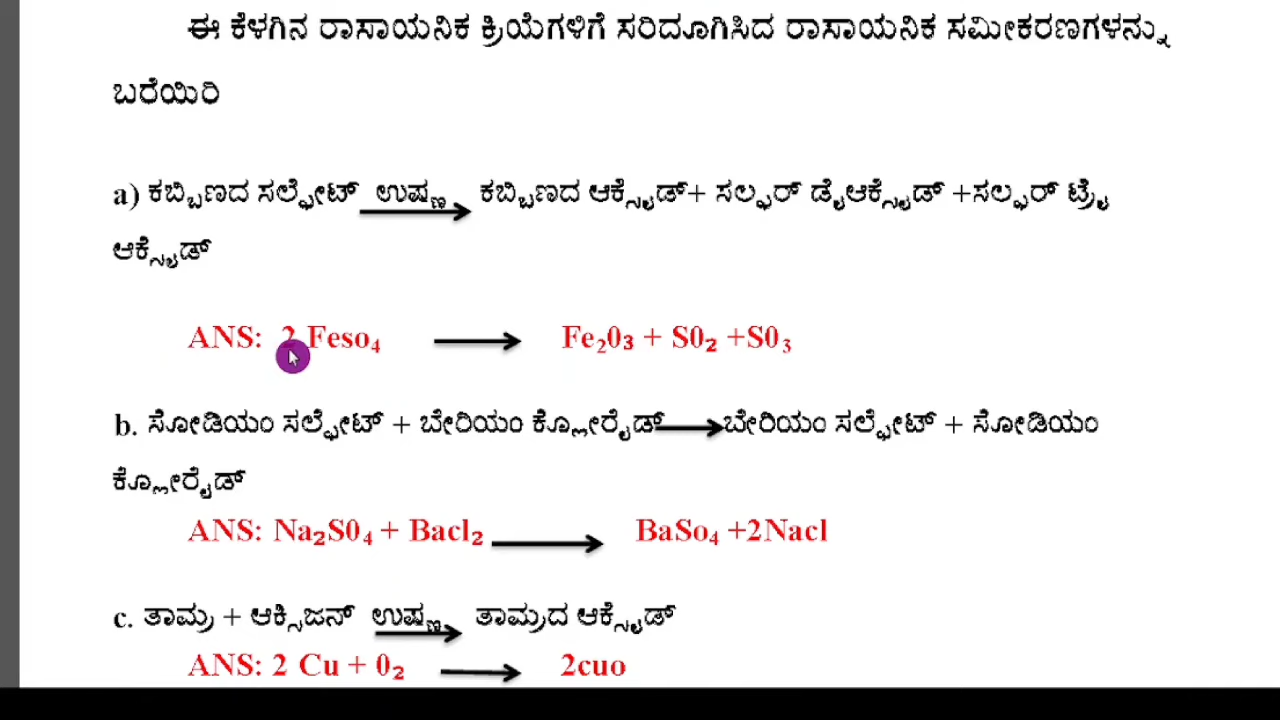 ಈ ಕೆಳಗಿನ ರಾಸಾಯನಿಕ ಕ್ರಿಯೆಗಳಿಗೆ ಸರಿದೂಗಿಸಿದ ರಾಸಾಯನಿಕ ಸಮೀಕರಣಗಳನ್ನು
ಬರೆಯಿರಿ
a) ಕಬ್ಬಿಣದ ಸಲ್ಫೇಟ್ ಉಷ್ಣ → ಕಬ್ಬಿಣದ ಆಕ್ಸೈಡ್+ ಸಲ್ಫರ್ ಡೈಆಕ್ಸೈಡ್ +ಸಲ್ಫರ್ ಟ್ರೈ
ಆಕ್ಸೈಡ್
ANS: 2 Feso₄ → Fe₂0₃ + S0₂ +S0₃
b. ಸೋಡಿಯಂ ಸಲ್ಫೇಟ್ + ಬೇರಿಯಂ ಕ್ಲೋರೈಡ್→ಬೇರಿಯಂ ಸಲ್ಫೇಟ್ + ಸೋಡಿಯಂ
ಕ್ಲೋರೈಡ್
ANS: Na₂S0₄ + Bacl₂ → BaSo₄ +2Nacl
c. ತಾಮ್ರ + ಆಕ್ಸಿಜನ್ ಉಷ್ಣ → ತಾಮ್ರದ ಆಕ್ಸೈಡ್
ANS: 2 Cu + 0₂ → 2cuo